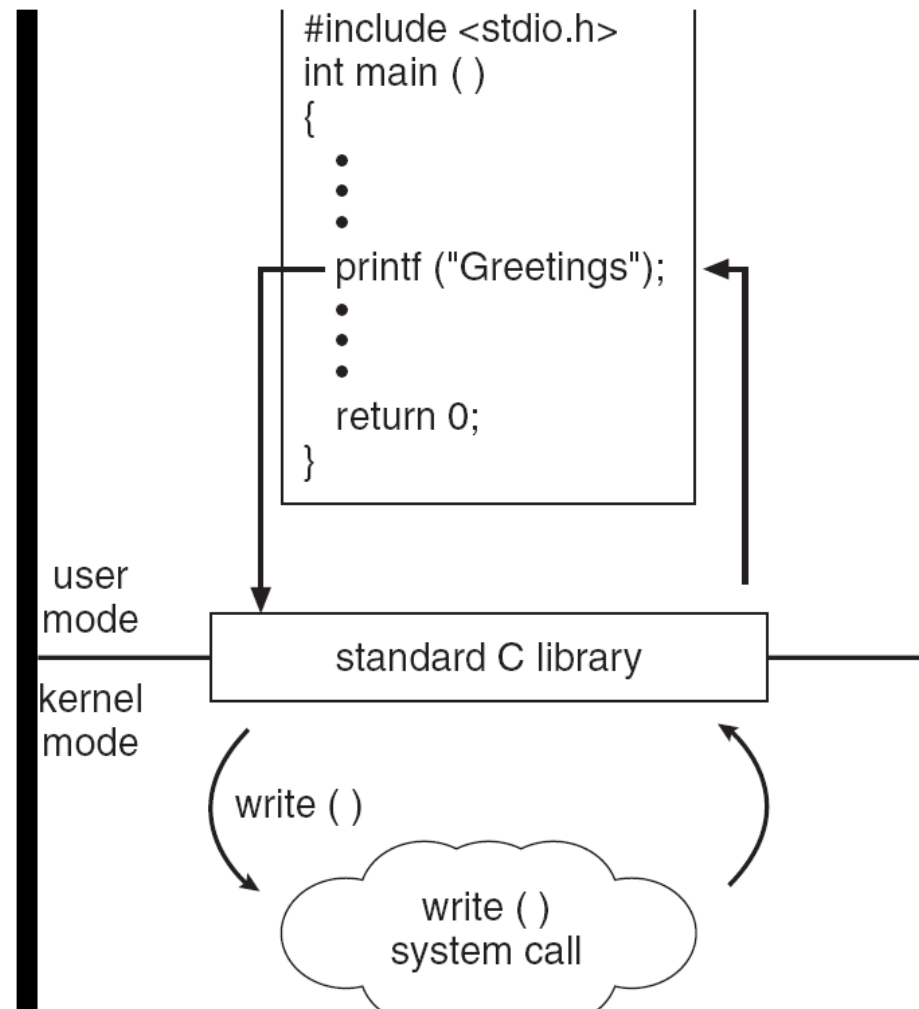 #include <stdio.h>
int main ( )
{
•
•
•
printf ("Greetings");
•
•
•
return 0;
}
user
mode
standard C library
kernel
mode
write ( )
write ( )
system call